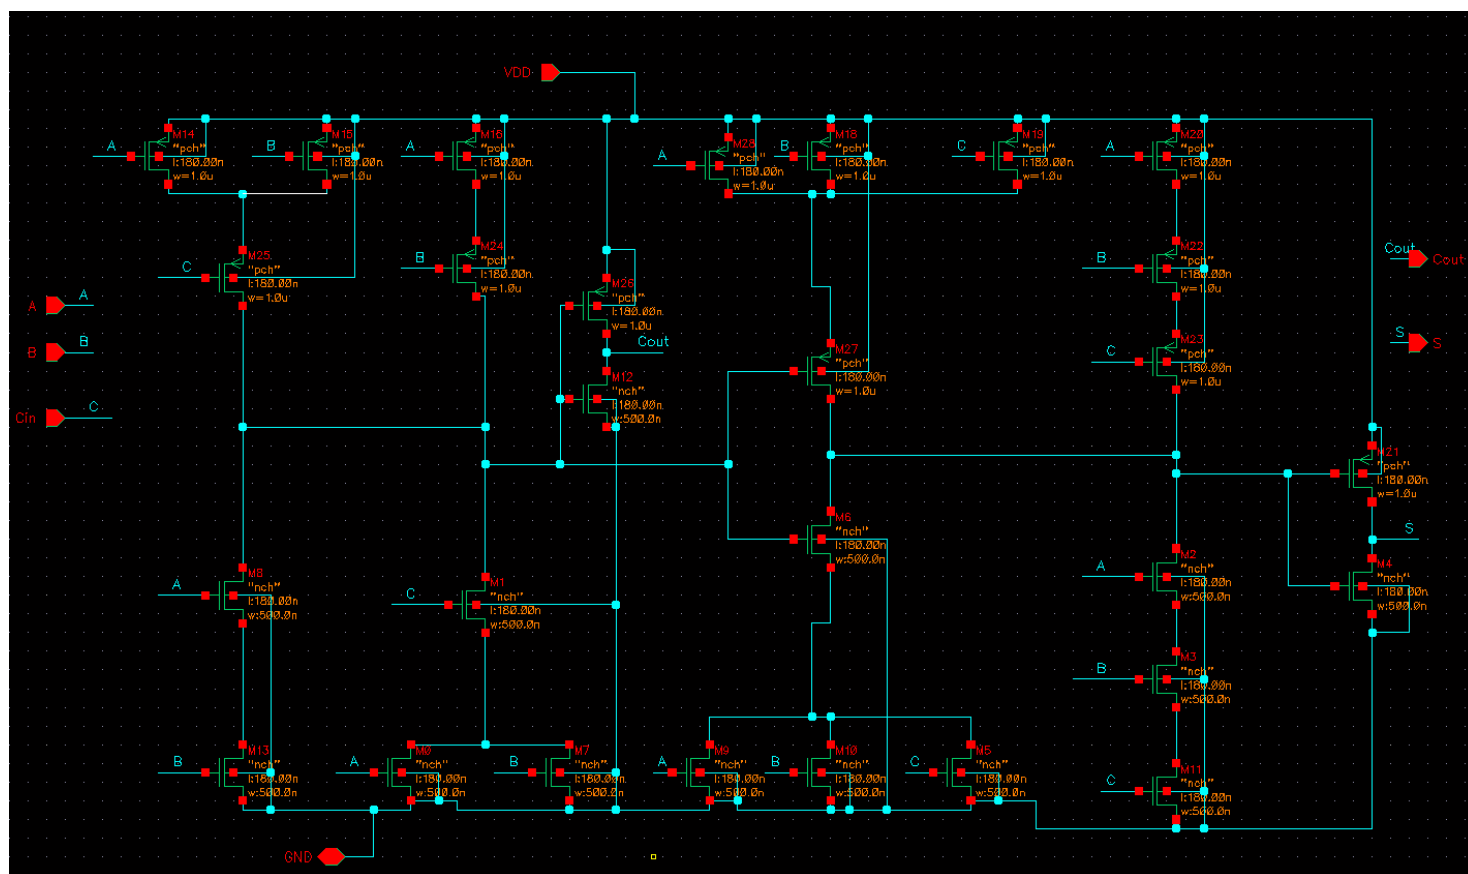 VDD
A
M14
"pch"
l:180.00n
w=1.0u
B
M15
"pch"
l:180.00n
w=1.0u
A
M16
"pch"
l:180.00n
w=1.0u
A
M28
"pch"
l:180.00n
w=1.0u
B
M18
"pch"
l:180.00n
w=1.0u
C
M19
"pch"
l:180.00n
w=1.0u
A
M20
"pch"
l:180.00n
w=1.0u
C
M25
"pch"
l:180.00n
w=1.0u
B
M24
"pch"
l:180.00n
w=1.0u
M26
"pch"
l:180.00n
w=1.0u
B
M22
"pch"
l:180.00n
w=1.0u
Cout
Cout
A
A
B
B
Cin
C
Cout
M12
"nch"
l:180.00n
w:500.0n
M27
"pch"
l:180.00n
w=1.0u
C
M23
"pch"
l:180.00n
w=1.0u
S
S
M21
"pch"
l:180.00n
w=1.0u
S
A
M8
"nch"
l:180.00n
w:500.0n
C
M1
"nch"
l:180.00n
w:500.0n
M6
"nch"
l:180.00n
w:500.0n
A
M2
"nch"
l:180.00n
w:500.0n
M4
"nch"
l:180.00n
w:500.0n
B
M3
"nch"
l:180.00n
w:500.0n
B
M13
"nch"
l:180.00n
w:500.0n
A
M0
"nch"
l:180.00n
w:500.0n
B
M7
"nch"
l:180.00n
w:500.0n
A
M9
"nch"
l:180.00n
w:500.0n
B
M10
"nch"
l:180.00n
w:500.0n
C
M5
"nch"
l:180.00n
w:500.0n
C
M11
"nch"
l:180.00n
w:500.0n
GND